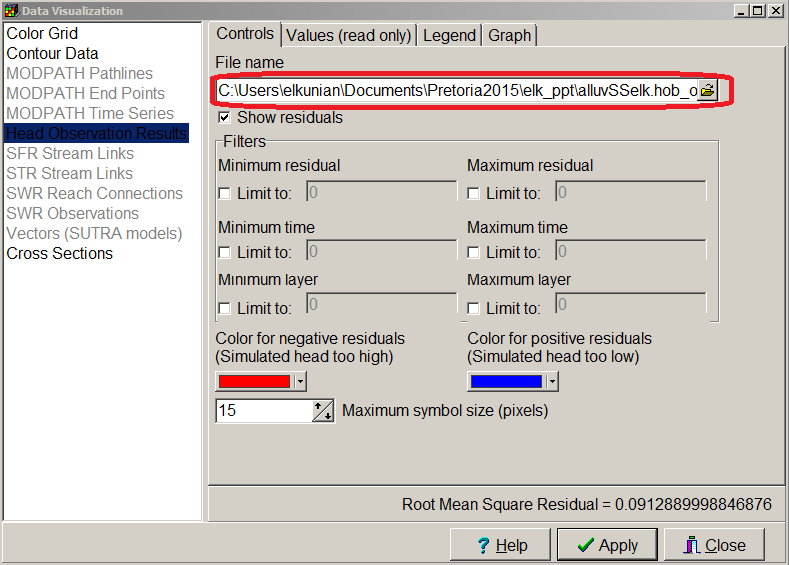 Data Visualization
Color Grid
Contour Data
MODPATH Pathlines
MODPATH End Points
MODPATH Time Series
Head Observation Results
SFR Stream Links
STR Stream Links
SWR Reach Connections
SWR Observations
Vectors (SUTRA models)
Cross Sections
Controls Values (read only) Legend Graph
File name
C:\Users\elkunian\Documents\Pretoria2015\elk_ppt\alluvSSelk.hob_o
Show residuals
Filters
Minimum residual Maximum residual
Limit to: 0 Limit to: 0
Minimum time Maximum time
Limit to: 0 Limit to: 0
Minimum layer Maximum layer
Limit to: 0 Limit to: 0
Color for negative residuals Color for positive residuals
(Simulated head too high) (Simulated head too low)
15 Maximum symbol size (pixels)
Root Mean Square Residual = 0.0912889998846876
? Help Apply Close